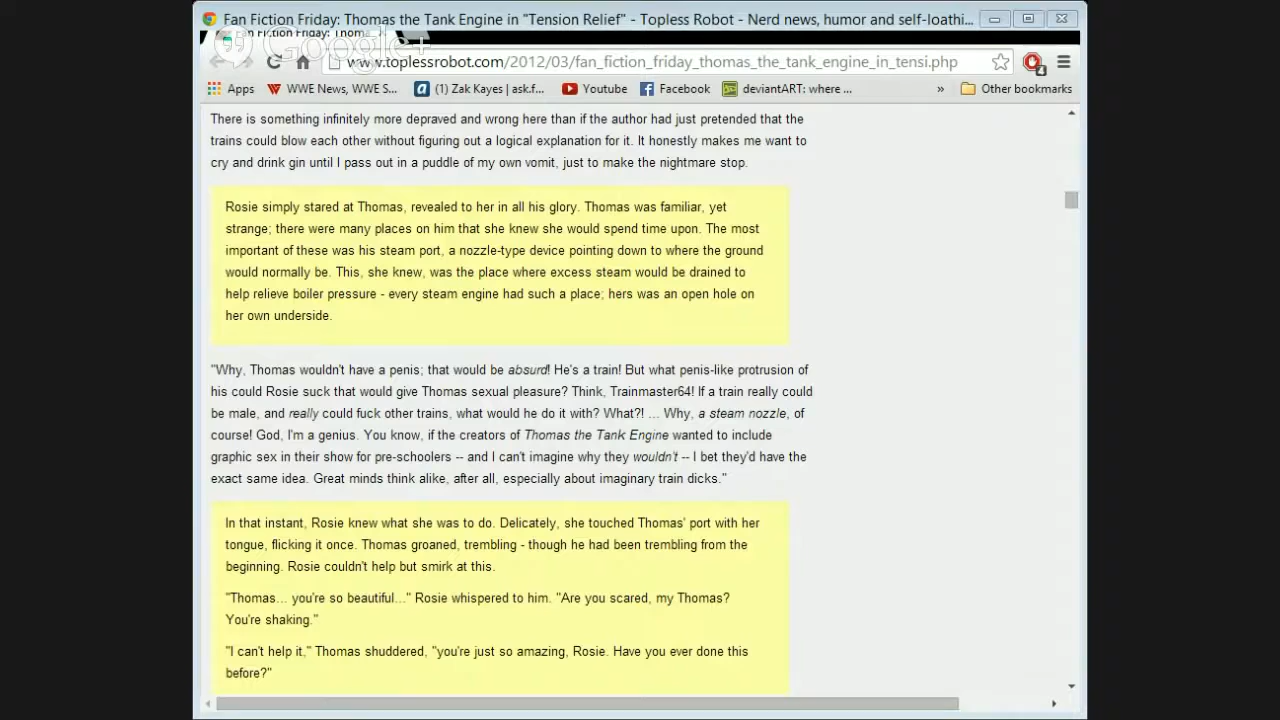 Fan Fiction Friday: Thomas the Tank Engine in "Tension Relief" - Topless Robot - Nerd news, humor and self-loathi...
Fan Fiction Friday: Thoma
Google+
www.toplessrobot.com/2012/03/fan_fiction_friday_thomas_the_tank_engine_in_tensi.php
4
Apps WWE News, WWE S... (1) Zak Kayes | ask.f... Youtube Facebook deviantART: where ... » Other bookmarks
There is something infinitely more depraved and wrong here than if the author had just pretended that the
trains could blow each other without figuring out a logical explanation for it. It honestly makes me want to
cry and drink gin until I pass out in a puddle of my own vomit, just to make the nightmare stop.
Rosie simply stared at Thomas, revealed to her in all his glory. Thomas was familiar, yet
strange; there were many places on him that she knew she would spend time upon. The most
important of these was his steam port, a nozzle-type device pointing down to where the ground
would normally be. This, she knew, was the place where excess steam would be drained to
help relieve boiler pressure - every steam engine had such a place; hers was an open hole on
her own underside.
"Why, Thomas wouldn't have a penis; that would be absurd! He's a train! But what penis-like protrusion of
his could Rosie suck that would give Thomas sexual pleasure? Think, Trainmaster64! If a train really could
be male, and really could fuck other trains, what would he do it with? What?! ... Why, a steam nozzle, of
course! God, I'm a genius. You know, if the creators of Thomas the Tank Engine wanted to include
graphic sex in their show for pre-schoolers -- and I can't imagine why they wouldn't -- I bet they'd have the
exact same idea. Great minds think alike, after all, especially about imaginary train dicks."
In that instant, Rosie knew what she was to do. Delicately, she touched Thomas' port with her
tongue, flicking it once. Thomas groaned, trembling - though he had been trembling from the
beginning. Rosie couldn't help but smirk at this.
"Thomas... you're so beautiful..." Rosie whispered to him. "Are you scared, my Thomas?
You're shaking."
"I can't help it," Thomas shuddered, "you're just so amazing, Rosie. Have you ever done this
before?"